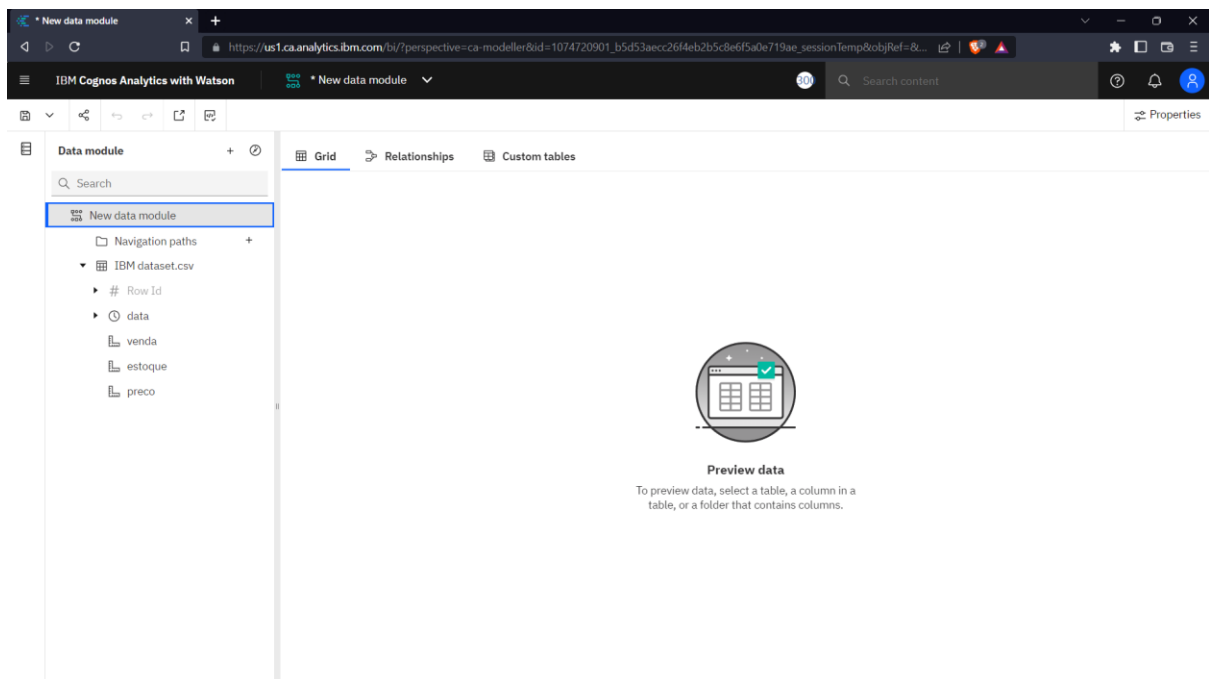 * New data module
https://us1.ca.analytics.ibm.com/bi/?perspective=ca-modeller&id=1074720901_b5d53aecc26f4eb2b5c8e6f5a0e719ae_sessionTemp&objRef=&...
IBM Cognos Analytics with Watson
* New data module
30
Search content
Properties
Data module
Grid
Relationships
Custom tables
Search
New data module
Navigation paths
IBM dataset.csv
# Row Id
data
venda
estoque
preco
Preview data
To preview data, select a table, a column in a
table, or a folder that contains columns.